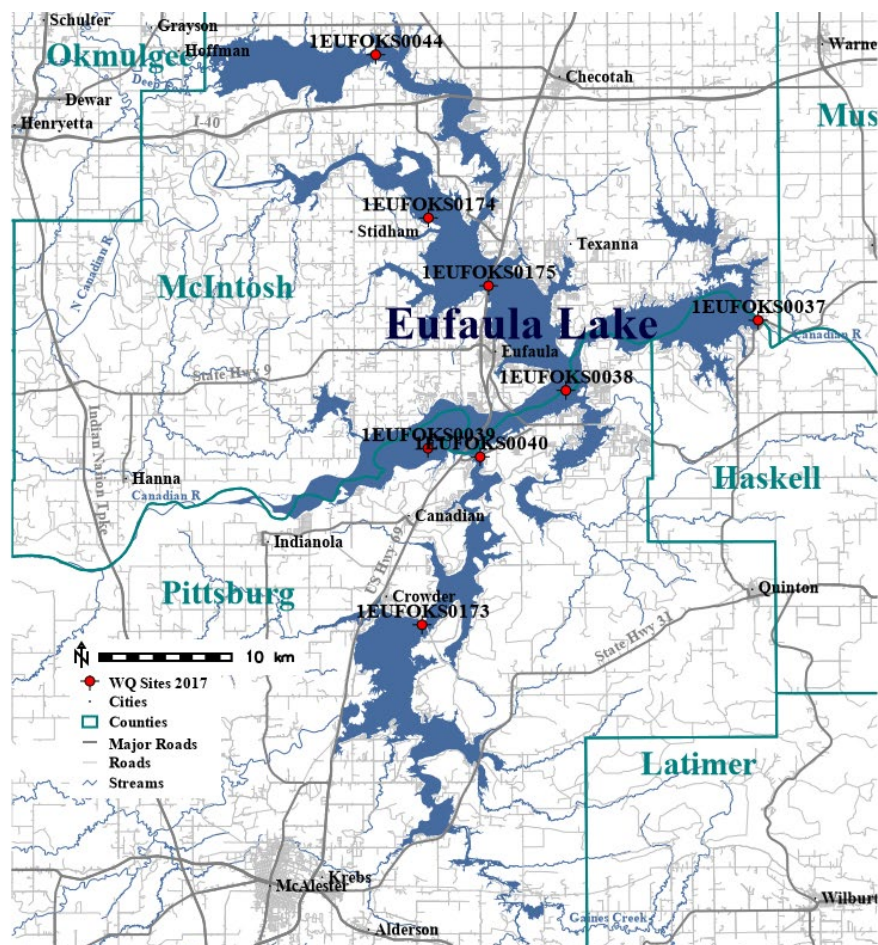 Schulter
Grayson
1EUFOKS0044
Hoffman
Okmulgee
Checotah
Deep Fork
Dewar
I-40
Henryetta
1EUFOKS0174
Stidham
Texanna
N Canadian R
1EUFOKS0175
McIntosh
1EUFOKS0037
Eufaula Lake
Canadian R
Eufaula
State Hwy 9
1EUFOKS0038
Indian Nation Tpke
1EUFOKS0039
1EUFOKS0040
Hanna
Haskell
Canadian R
Canadian
Indianola
US Hwy 69
Pittsburg
Crowder
Quinton
1EUFOKS0173
State Hwy 31
N
10 km
WQ Sites 2017
Cities
Counties
Major Roads
Roads
Streams
Latimer
Krebs
McAlester
Gaines Creek
Alderson
Warne
Mus
Wilburt